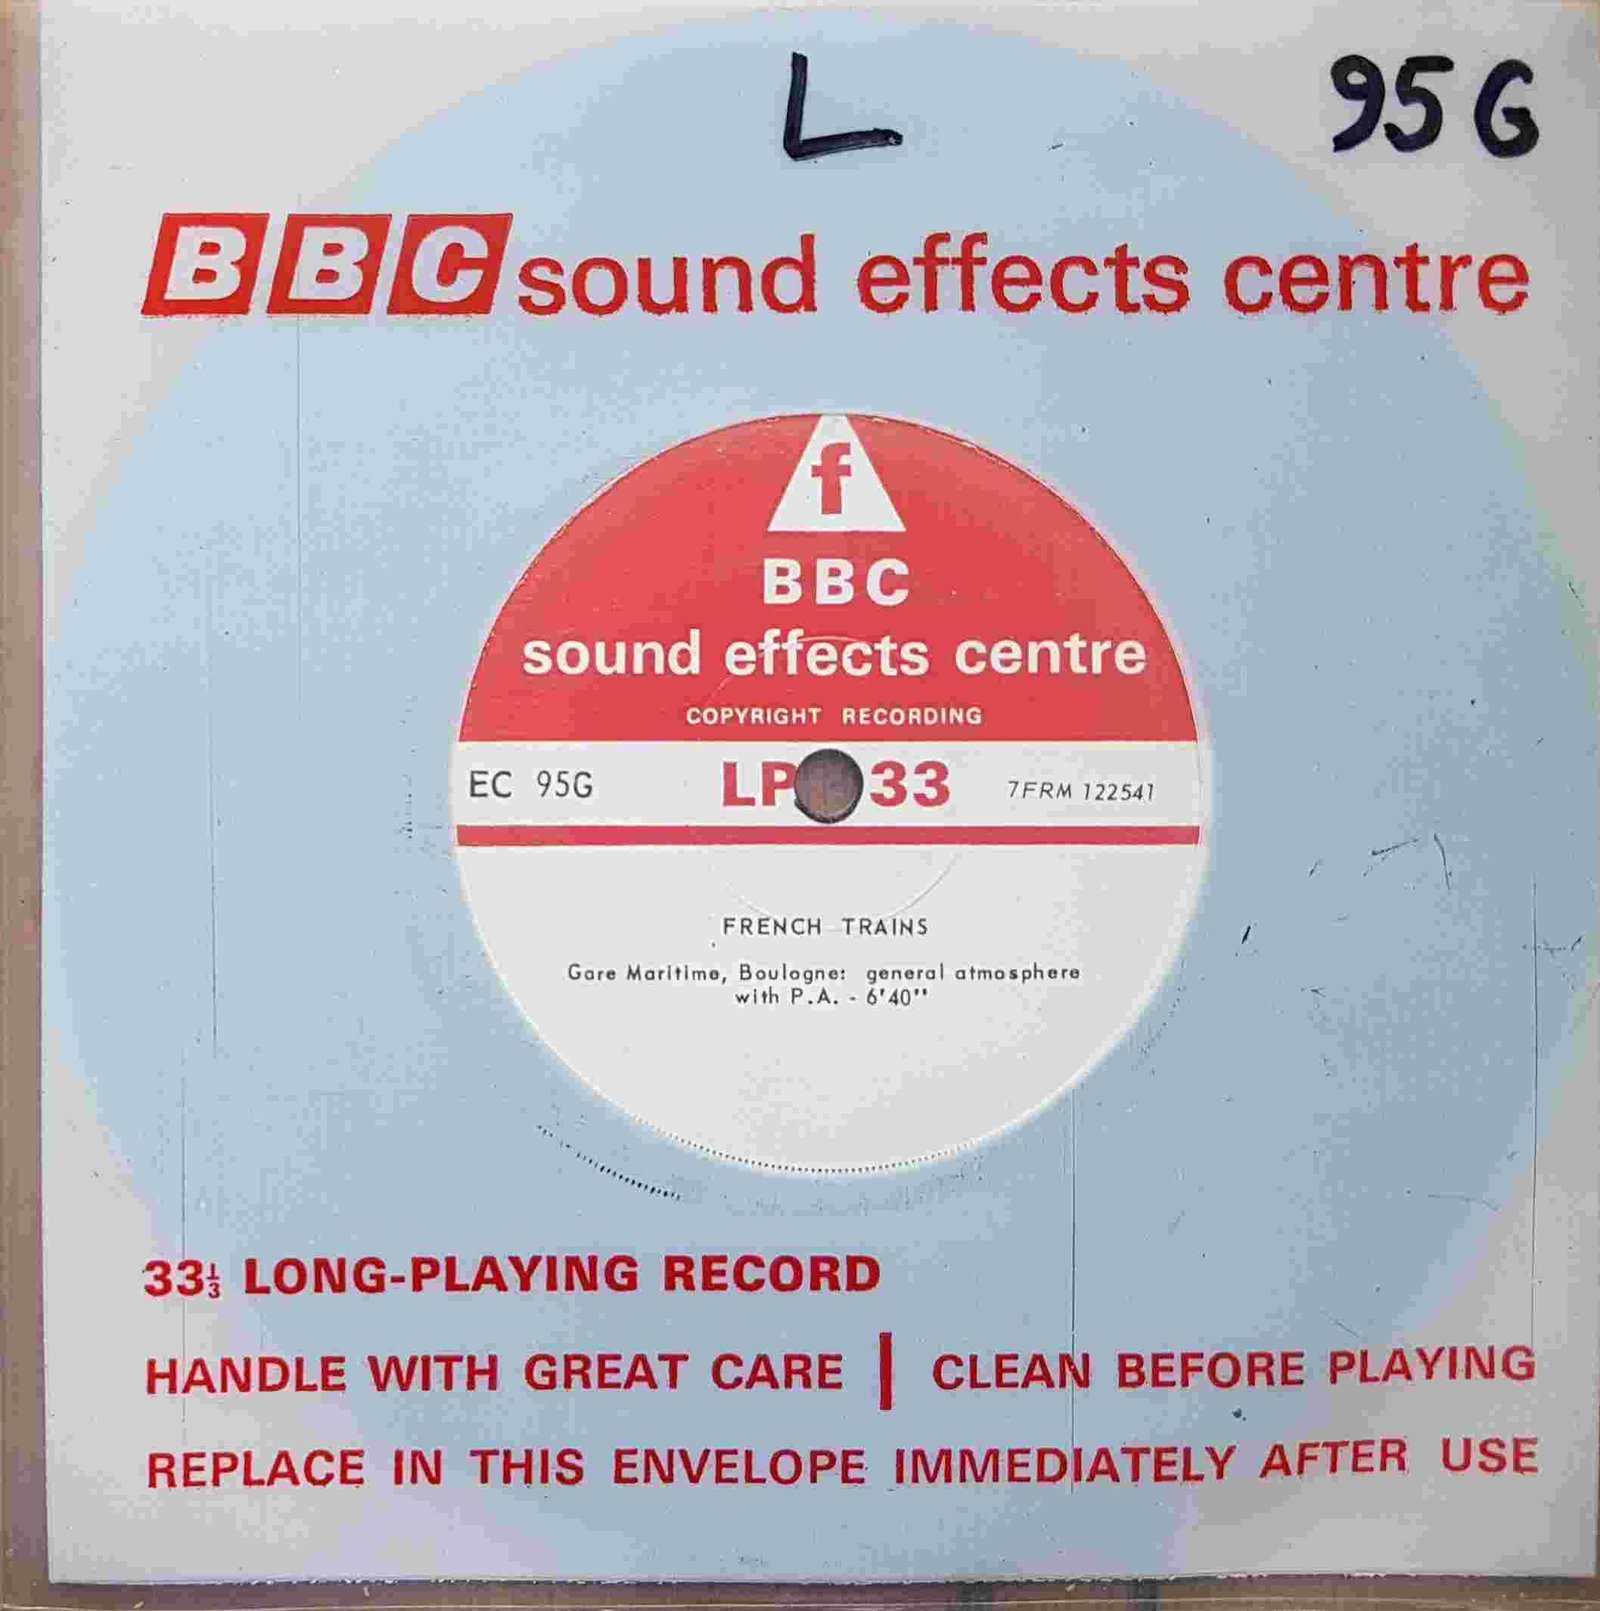 L 95G
BBC sound effects centre
f
BBC
sound effects centre
COPYRIGHT RECORDING
EC 95G LP 33 7FRM 122541
FRENCH TRAINS
Gare Maritime, Boulogne: general atmosphere
with P.A. - 6'40"
33⅓ LONG-PLAYING RECORD
HANDLE WITH GREAT CARE | CLEAN BEFORE PLAYING
REPLACE IN THIS ENVELOPE IMMEDIATELY AFTER USE